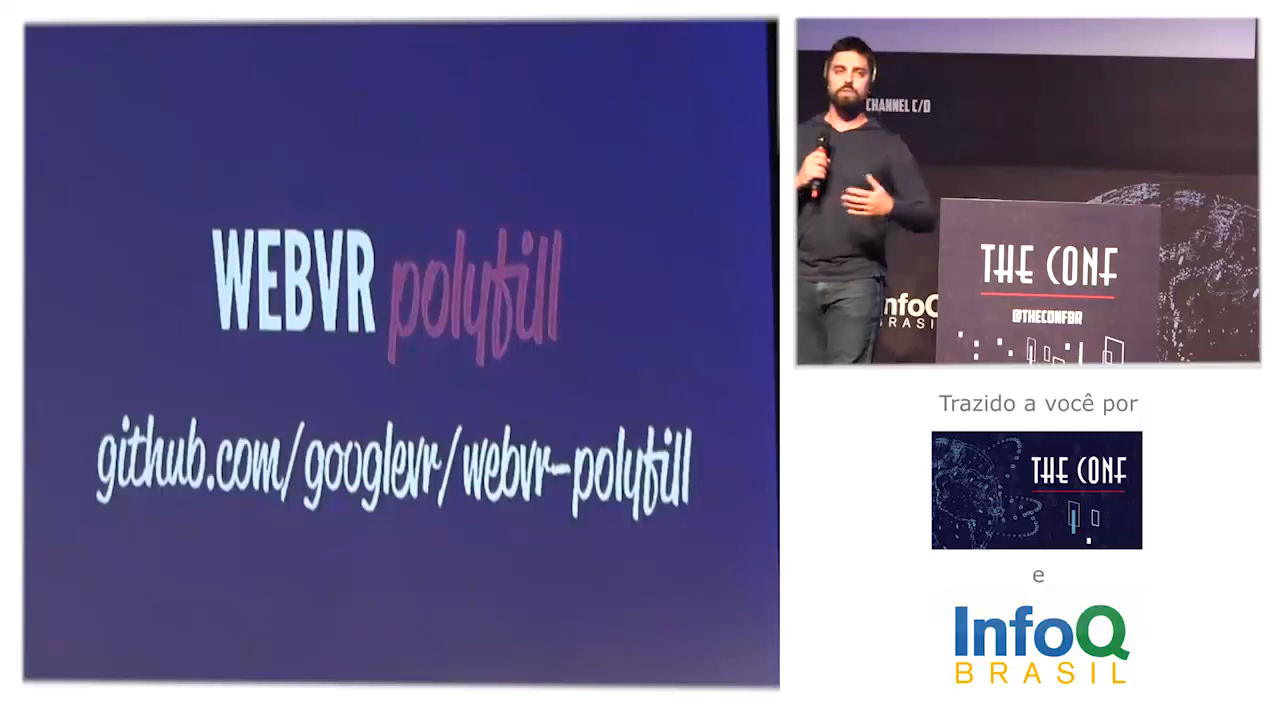 WEBVR polyfill
github.com/googlevr/webvr-polyfill
CHANNEL C/D
THE CONF
@THECONFBR
InfoQ
BRASIL
Trazido a você por
THE CONF
e
InfoQ
BRASIL